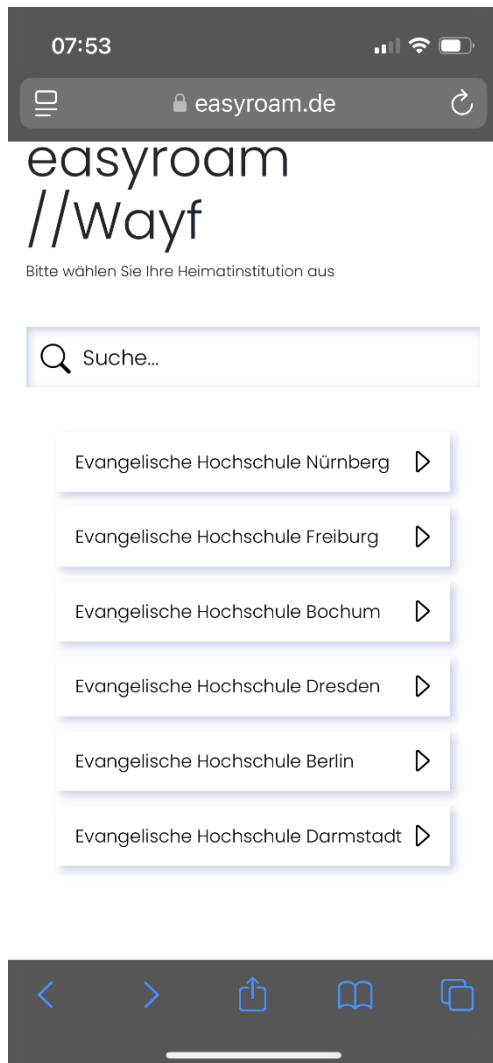 07:53
easyroam.de
easyroam
//Wayf
Bitte wählen Sie Ihre Heimatinstitution aus
Suche...
Evangelische Hochschule Nürnberg
Evangelische Hochschule Freiburg
Evangelische Hochschule Bochum
Evangelische Hochschule Dresden
Evangelische Hochschule Berlin
Evangelische Hochschule Darmstadt